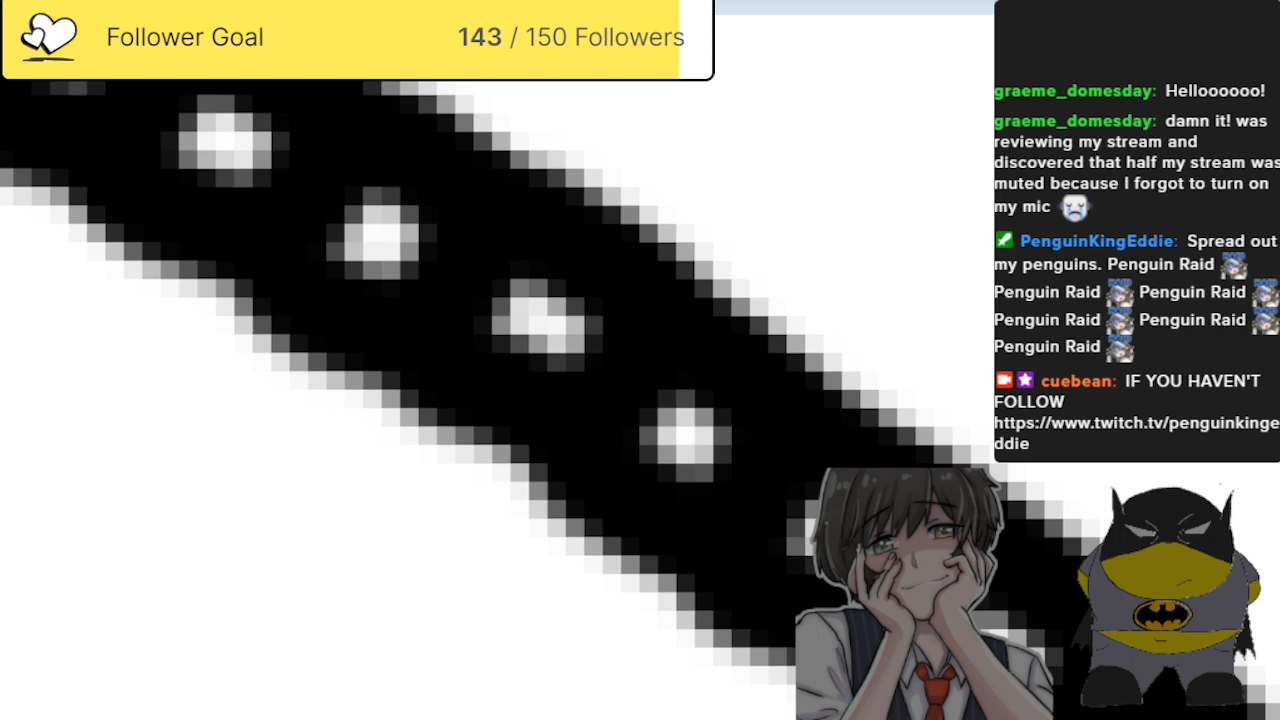 Follower Goal 143 / 150 Followers
graeme_domesday: Helloooooo!
graeme_domesday: damn it! was
reviewing my stream and
discovered that half my stream was
muted because I forgot to turn on
my mic
PenguinKingEddie: Spread out
my penguins. Penguin Raid
Penguin Raid Penguin Raid
Penguin Raid Penguin Raid
Penguin Raid
cuebean: IF YOU HAVEN'T
FOLLOW
https://www.twitch.tv/penguinkinge
ddie